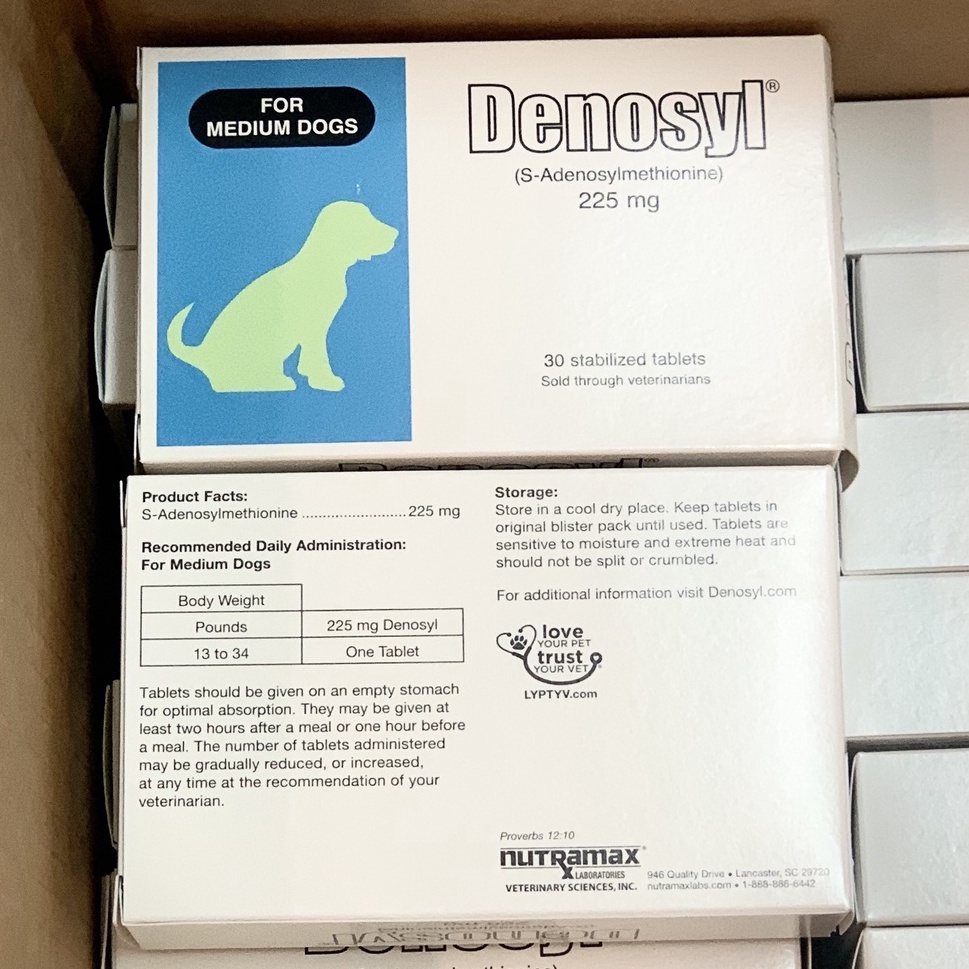 FOR
MEDIUM DOGS
Denosyl®
(S-Adenosylmethionine)
225 mg
30 stabilized tablets
Sold through veterinarians
Product Facts:
S-Adenosylmethionine ........................ 225 mg
Recommended Daily Administration:
For Medium Dogs
Body Weight
Pounds 225 mg Denosyl
13 to 34 One Tablet
Tablets should be given on an empty stomach
for optimal absorption. They may be given at
least two hours after a meal or one hour before
a meal. The number of tablets administered
may be gradually reduced, or increased,
at any time at the recommendation of your
veterinarian.
Storage:
Store in a cool dry place. Keep tablets in
original blister pack until used. Tablets are
sensitive to moisture and extreme heat and
should not be split or crumbled.
For additional information visit Denosyl.com
love
YOUR PET
trust
YOUR VET
LYPTYV.com
Proverbs 12:10
nutramax
LABORATORIES
VETERINARY SCIENCES, INC.
946 Quality Drive • Lancaster, SC 29720
nutramaxlabs.com • 1-888-886-6442